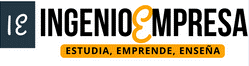 IE INGENIOEMPRESA
ESTUDIA, EMPRENDE, ENSEÑA